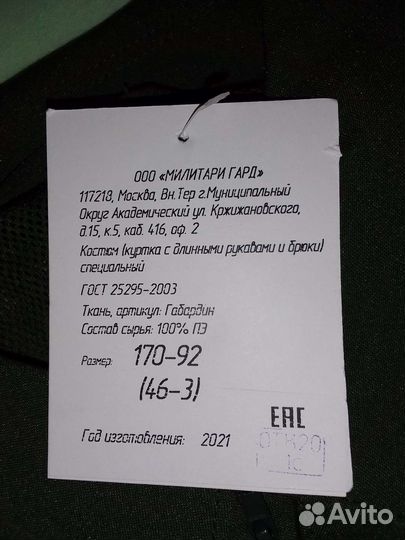 ООО «МИЛИТАРИ ГАРД»
117218, Москва, Вн.Тер г.Муниципальный
Округ Академический ул. Кржижановского,
д.15, к.5, каб. 416, оф. 2
Костюм (куртка с длинными рукавами и брюки)
специальный
ГОСТ 25295-2003
Ткань, артикул: Габардин
Состав сырья: 100% ПЭ
Размер: 170-92
(46-3)
ЕАС
Год изготовления: 2021
Avito